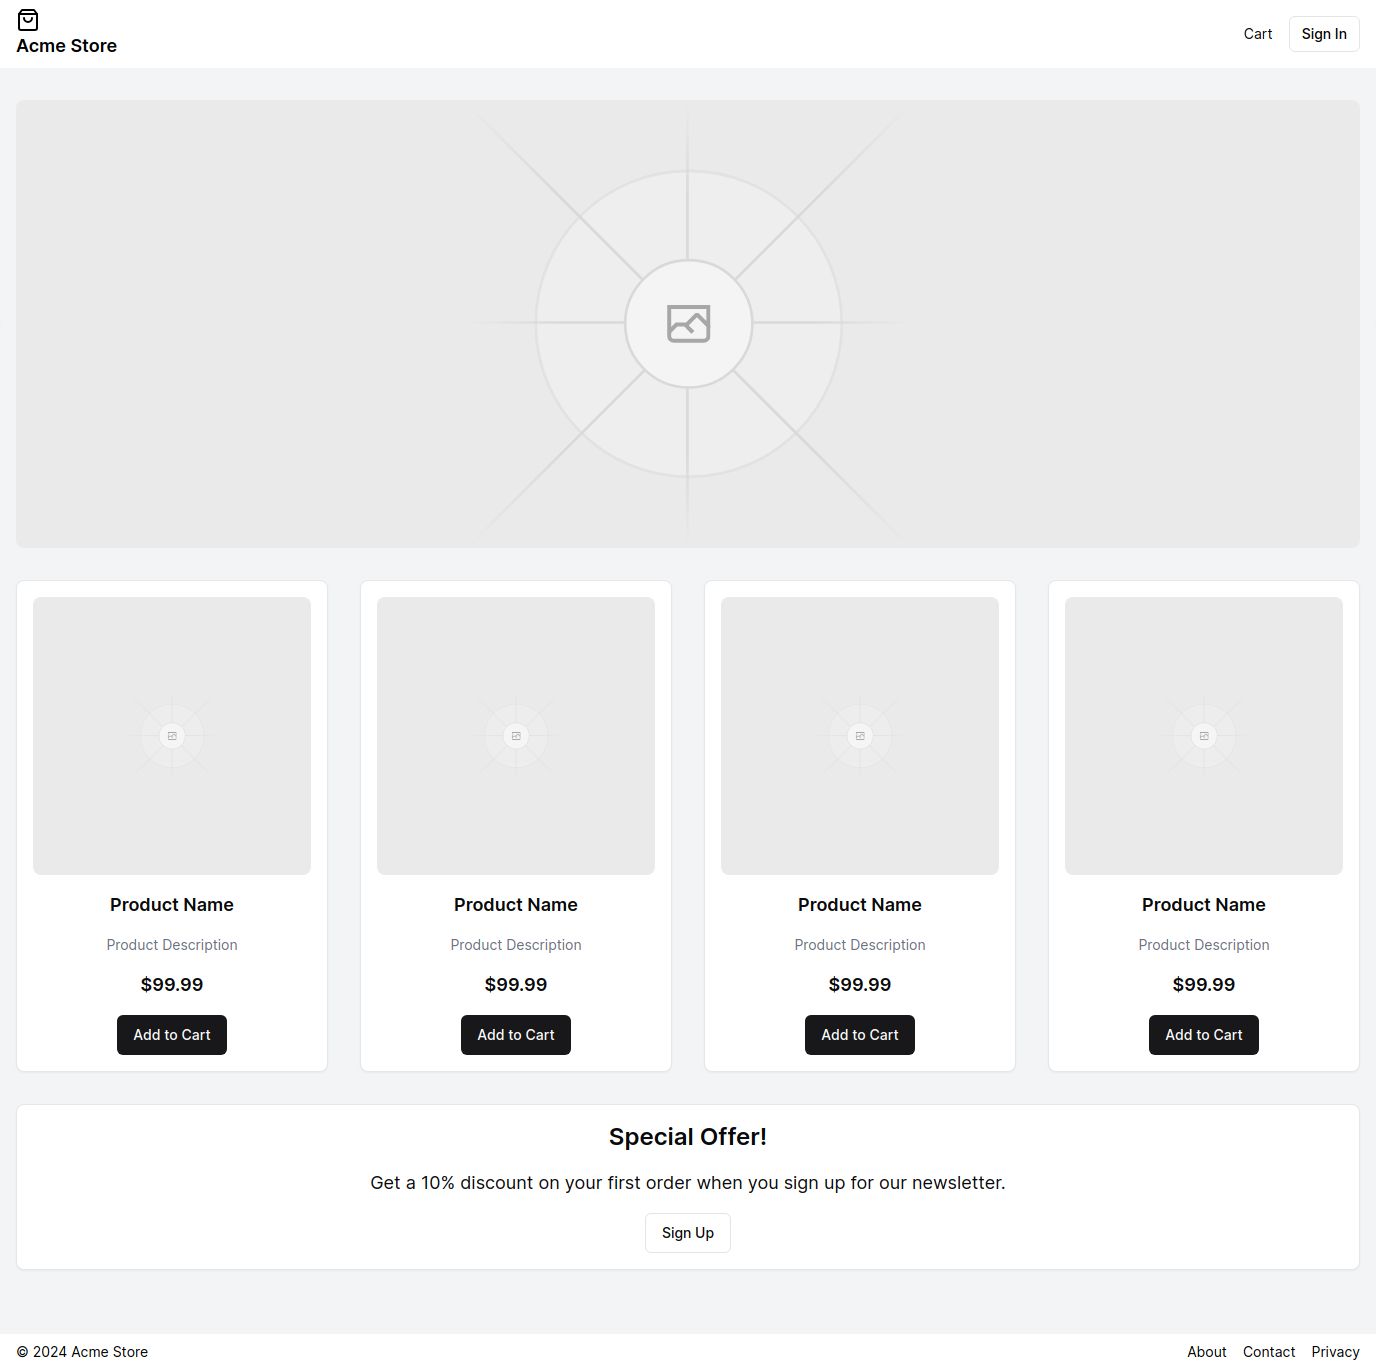 Acme Store
Cart
Sign In
Product Name
Product Description
$99.99
Add to Cart
Product Name
Product Description
$99.99
Add to Cart
Product Name
Product Description
$99.99
Add to Cart
Product Name
Product Description
$99.99
Add to Cart
Special Offer!
Get a 10% discount on your first order when you sign up for our newsletter.
Sign Up
© 2024 Acme Store
About
Contact
Privacy